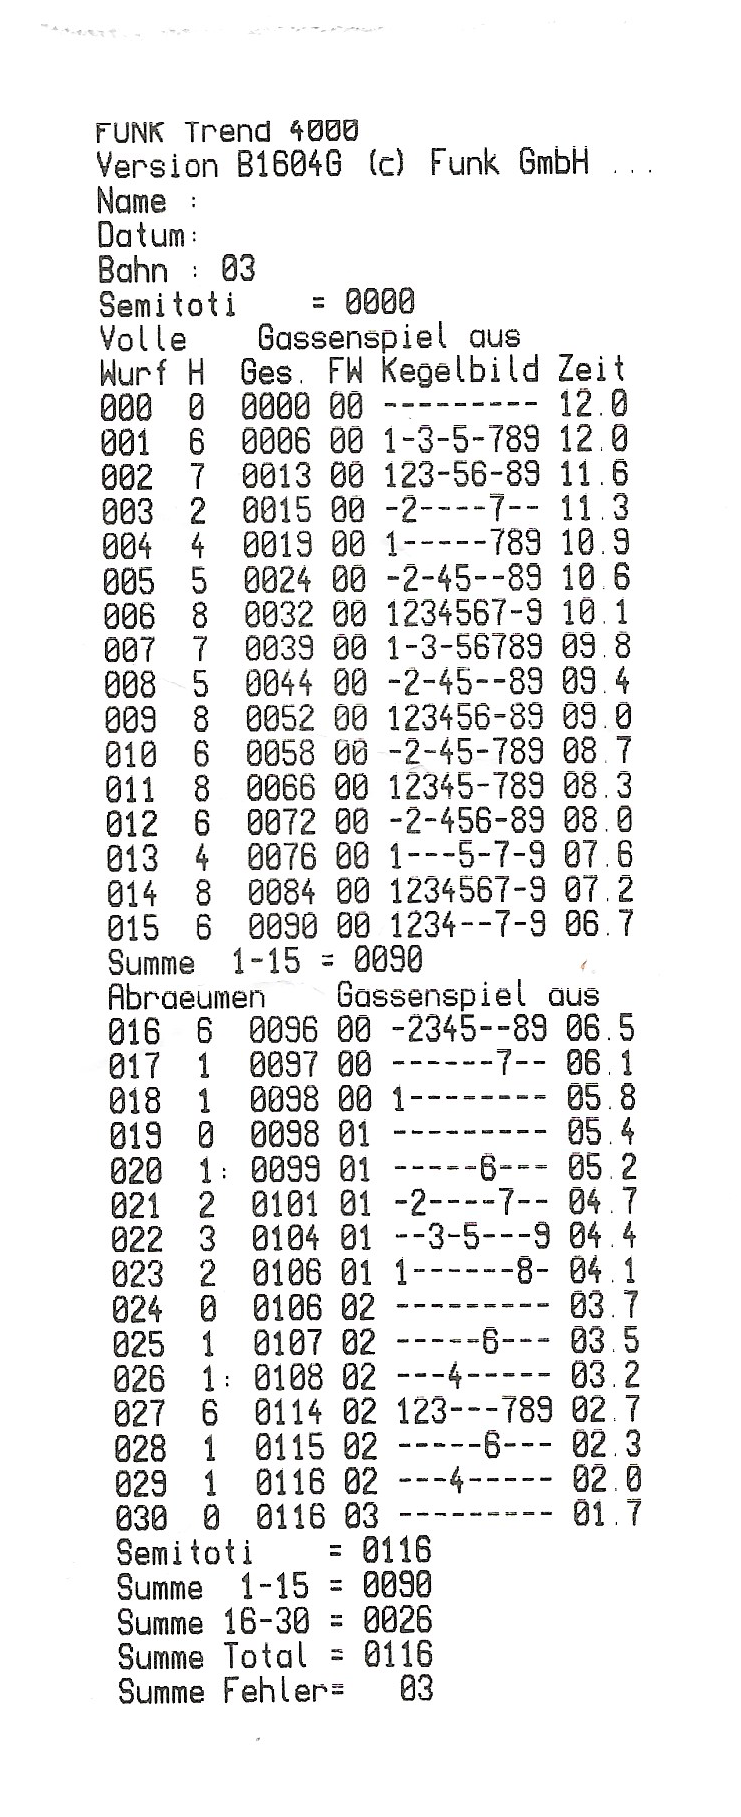 FUNK Trend 4000
Version B1604G (c) Funk GmbH ...
Name :
Datum:
Bahn : 03
Semitoti    = 0000
Volle    Gassenspiel aus
Wurf H  Ges. FW Kegelbild Zeit
000  0  0000 00 --------- 12.0
001  6  0006 00 1-3-5-789 12.0
002  7  0013 00 123-56-89 11.6
003  2  0015 00 -2----7-- 11.3
004  4  0019 00 1-----789 10.9
005  5  0024 00 -2-45--89 10.6
006  8  0032 00 1234567-9 10.1
007  7  0039 00 1-3-56789 09.8
008  5  0044 00 -2-45--89 09.4
009  8  0052 00 123456-89 09.0
010  6  0058 00 -2-45-789 08.7
011  8  0066 00 12345-789 08.3
012  6  0072 00 -2-456-89 08.0
013  4  0076 00 1---5-7-9 07.6
014  8  0084 00 1234567-9 07.2
015  6  0090 00 1234--7-9 06.7
Summe  1-15 = 0090
Abraeumen    Gassenspiel aus
016  6  0096 00 -2345--89 06.5
017  1  0097 00 ------7-- 06.1
018  1  0098 00 1-------- 05.8
019  0  0098 01 --------- 05.4
020  1: 0099 01 -----6--- 05.2
021  2  0101 01 -2----7-- 04.7
022  3  0104 01 --3-5---9 04.4
023  2  0106 01 1------8- 04.1
024  0  0106 02 --------- 03.7
025  1  0107 02 -----6--- 03.5
026  1: 0108 02 ---4----- 03.2
027  6  0114 02 123---789 02.7
028  1  0115 02 -----6--- 02.3
029  1  0116 02 ---4----- 02.0
030  0  0116 03 --------- 01.7
Semitoti    = 0116
Summe  1-15 = 0090
Summe 16-30 = 0026
Summe Total = 0116
Summe Fehler=   03